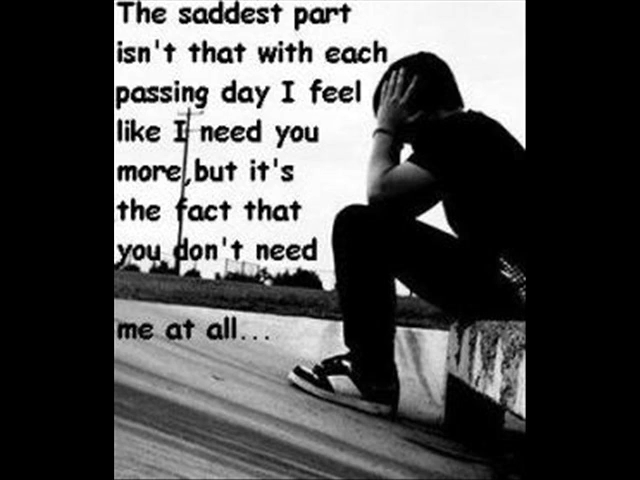 The saddest part
isn't that with each
passing day I feel
like I need you
more,but it's
the fact that
you don't need
me at all...